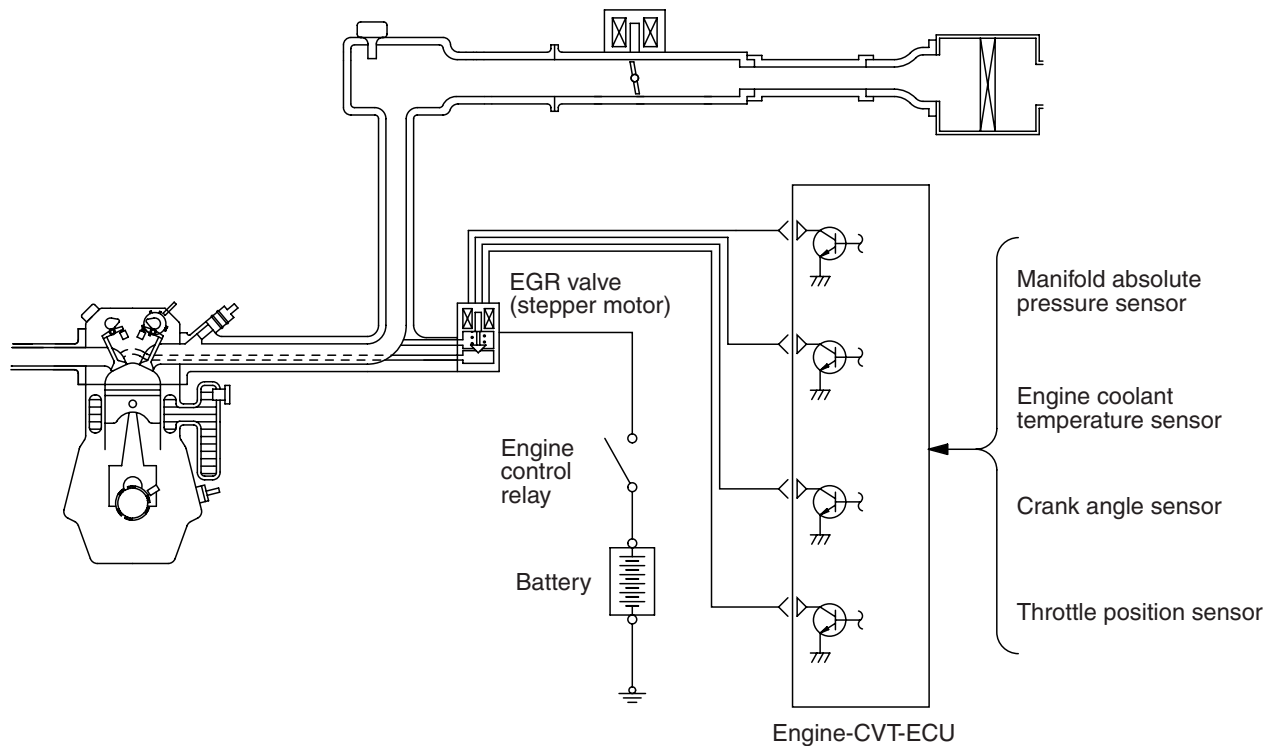 EGR valve
(stepper motor)
Manifold absolute
pressure sensor
Engine coolant
temperature sensor
Engine
control
relay
Crank angle sensor
Battery
Throttle position sensor
Engine-CVT-ECU